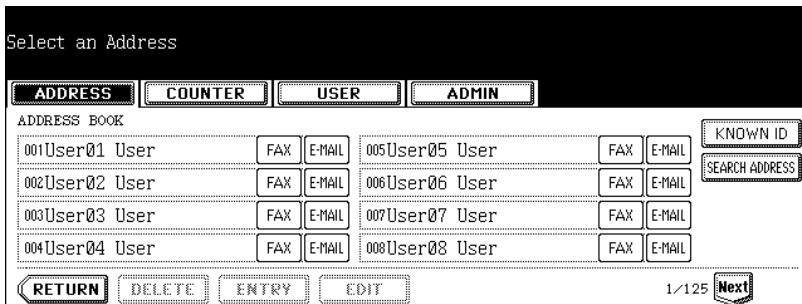 Select an Address
ADDRESS COUNTER USER ADMIN
ADDRESS BOOK
KNOWN ID
SEARCH ADDRESS
001User01 User FAX E-MAIL 005User05 User FAX E-MAIL
002User02 User FAX E-MAIL 006User06 User FAX E-MAIL
003User03 User FAX E-MAIL 007User07 User FAX E-MAIL
004User04 User FAX E-MAIL 008User08 User FAX E-MAIL
RETURN DELETE ENTRY EDIT 1/125 Next